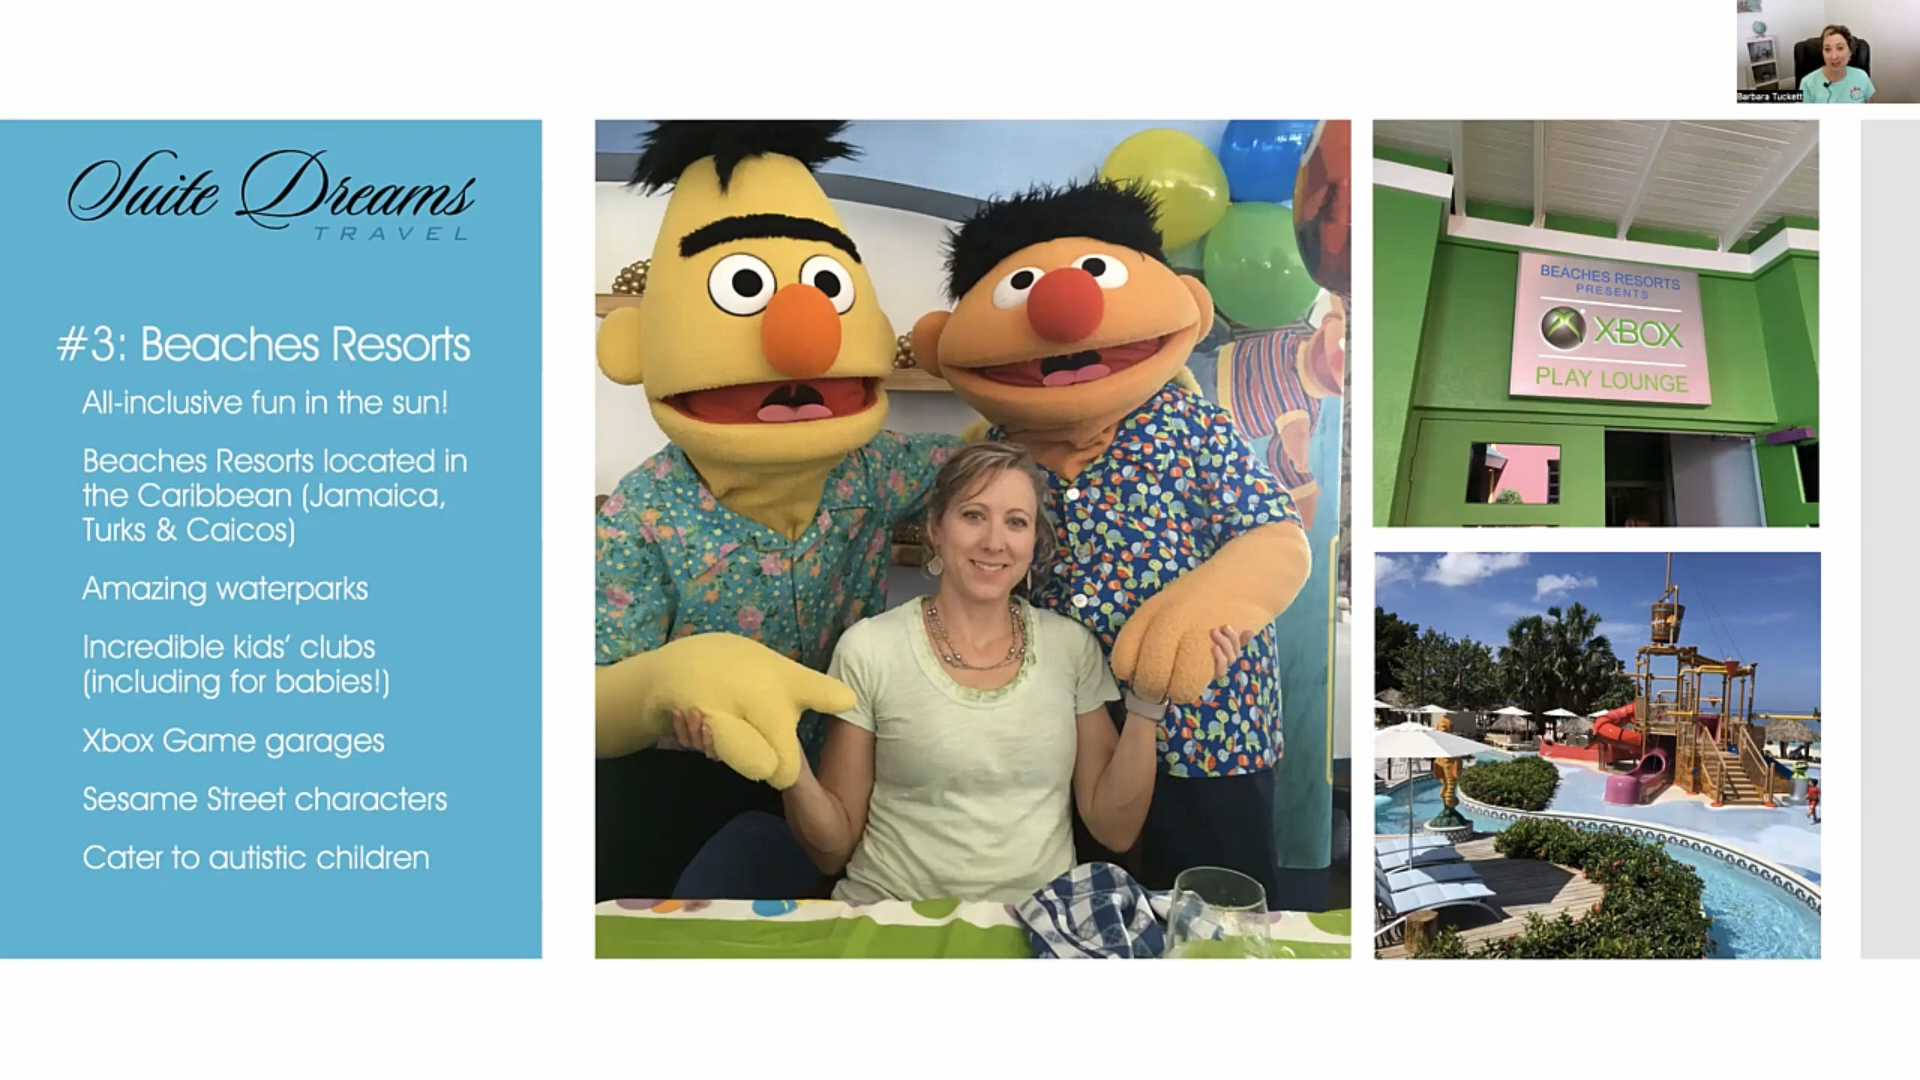 Barbara Tuckett
Suite Dreams
TRAVEL
#3: Beaches Resorts
All-inclusive fun in the sun!
Beaches Resorts located in
the Caribbean (Jamaica,
Turks & Caicos)
Amazing waterparks
Incredible kids' clubs
(including for babies!)
Xbox Game garages
Sesame Street characters
Cater to autistic children
BEACHES RESORTS
PRESENTS
XBOX
PLAY LOUNGE